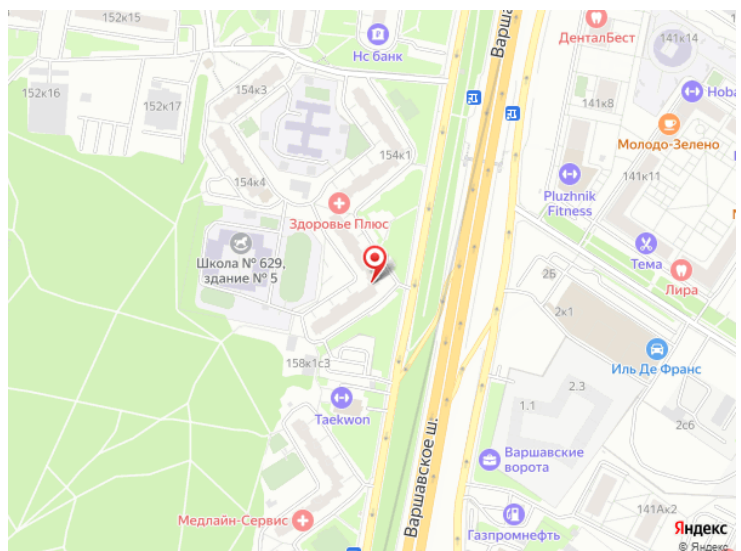 152к15
Нс банк
Варша
ДенталБест
141к14
152к16
152к17
154к3
141к8
Нова
Молодо-Зелено
154к1
141к11
154к4
Pluzhnik
Fitness
Здоровье Плюс
Тема
Школа № 629,
здание № 5
2Б
Лира
2к1
158к1с3
Иль Де Франс
2.3
Taekwon
1.1
2с6
Варшавское ш.
Варшавские
ворота
Медлайн-Сервис
Газпромнефть
141Ак2
Яндекс
© Яндекс